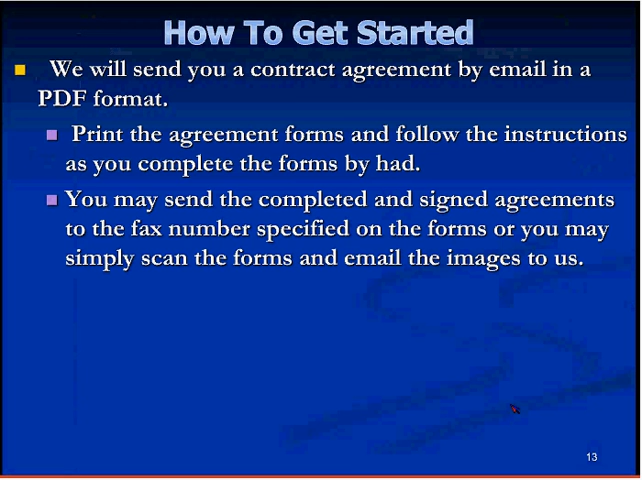 How To Get Started
We will send you a contract agreement by email in a
PDF format.
Print the agreement forms and follow the instructions
as you complete the forms by had.
You may send the completed and signed agreements
to the fax number specified on the forms or you may
simply scan the forms and email the images to us.
13